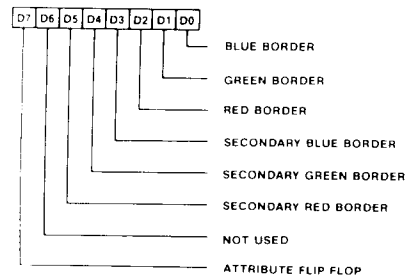 D7 D6 D5 D4 D3 D2 D1 D0
BLUE BORDER
GREEN BORDER
RED BORDER
SECONDARY BLUE BORDER
SECONDARY GREEN BORDER
SECONDARY RED BORDER
NOT USED
ATTRIBUTE FLIP FLOP